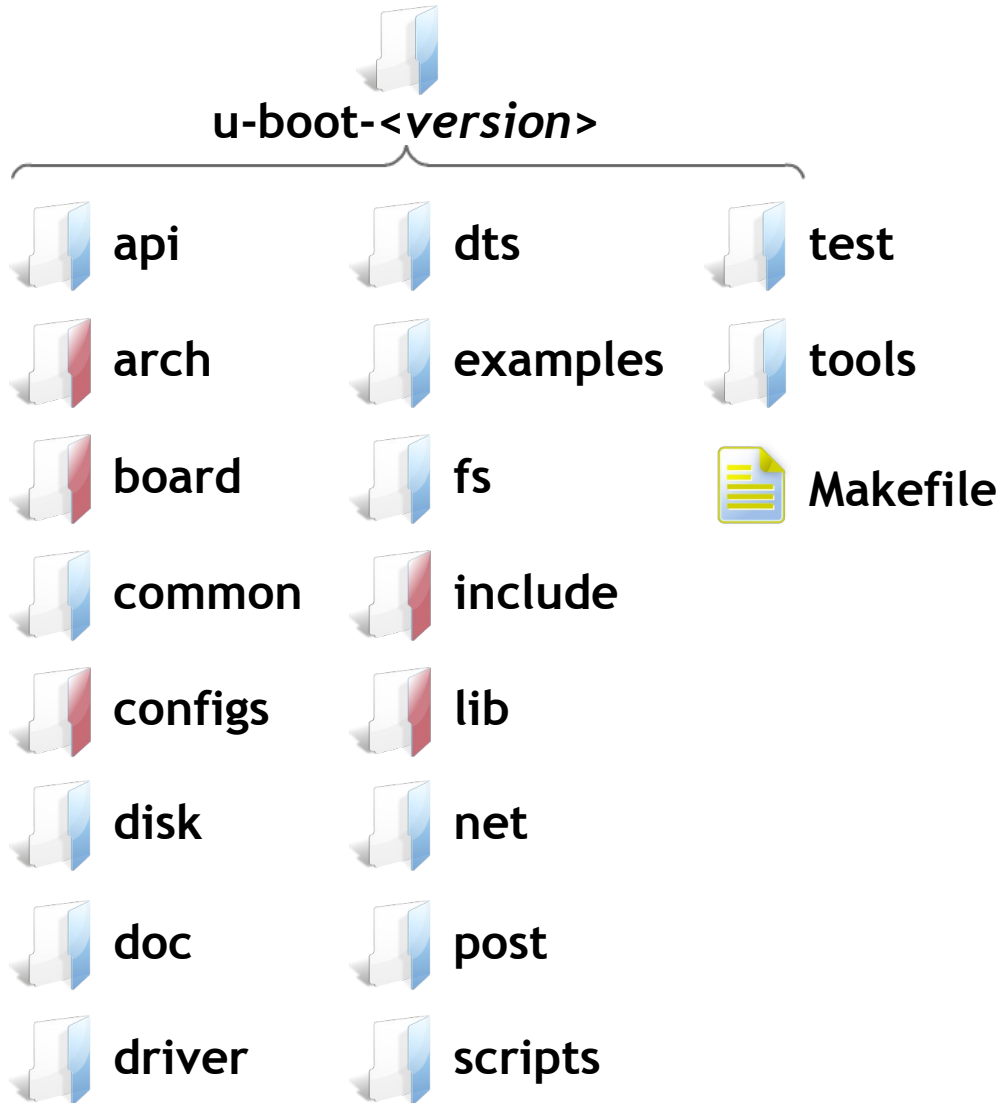 u-boot-<version>
api
arch
board
common
configs
disk
doc
driver
dts
examples
fs
include
lib
net
post
scripts
test
tools
Makefile